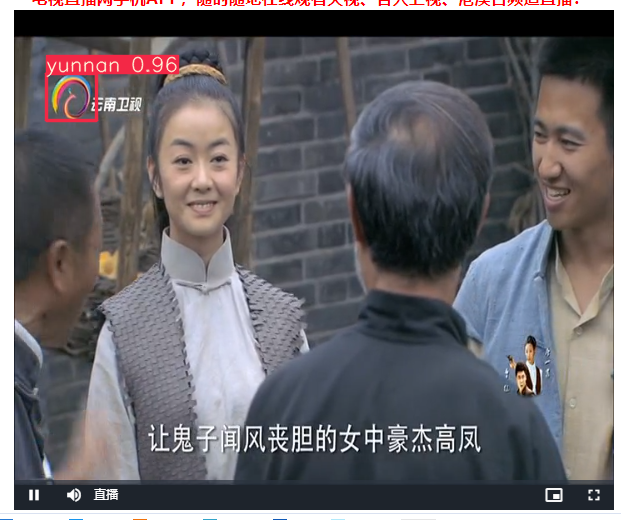 电视直播网手机APP，随时随地在线观看央视、各大卫视、港澳台频道直播！
yunnan 0.96
云南卫视
让鬼子闻风丧胆的女中豪杰高凤
直播